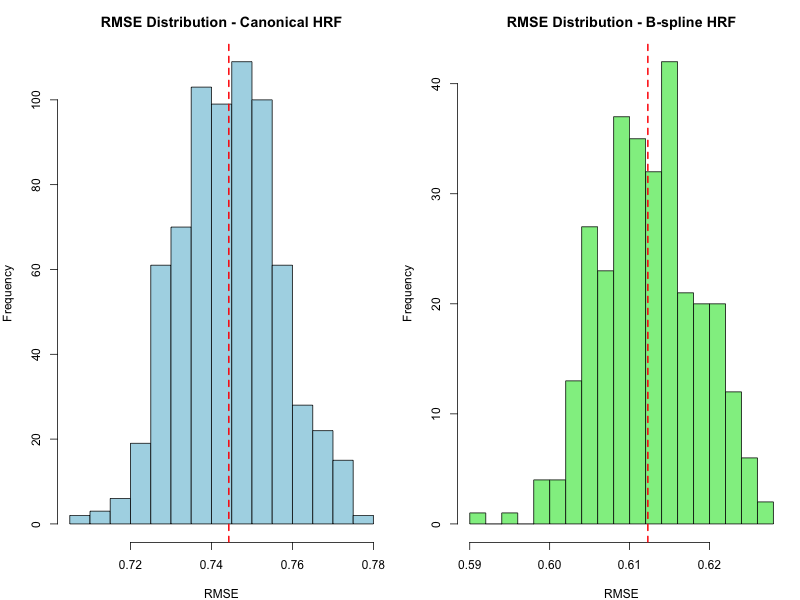 RMSE Distribution - Canonical HRF
Frequency
0
20
40
60
80
100
0.72 0.74 0.76 0.78
RMSE
RMSE Distribution - B-spline HRF
Frequency
0
10
20
30
40
0.59 0.60 0.61 0.62
RMSE